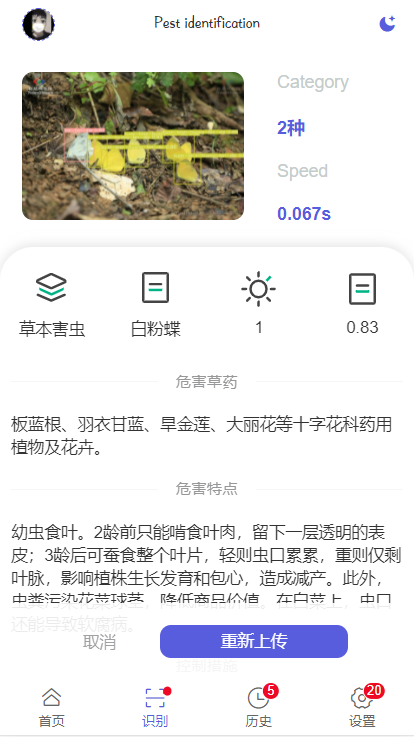 Pest identification
Category
2种
Speed
0.067s
草本害虫
白粉蝶
1
0.83
危害草药
板蓝根、羽衣甘蓝、旱金莲、大丽花等十字花科药用
植物及花卉。
危害特点
幼虫食叶。2龄前只能啃食叶肉，留下一层透明的表
皮；3龄后可蚕食整个叶片，轻则虫口累累，重则仅剩
叶脉，影响植株生长发育和包心，造成减产。此外，
虫粪污染花菜球茎，降低商品价值。在白菜上，虫口
还能导致软腐病。
取消
重新上传
控制措施
首页
识别
5
历史
20
设置